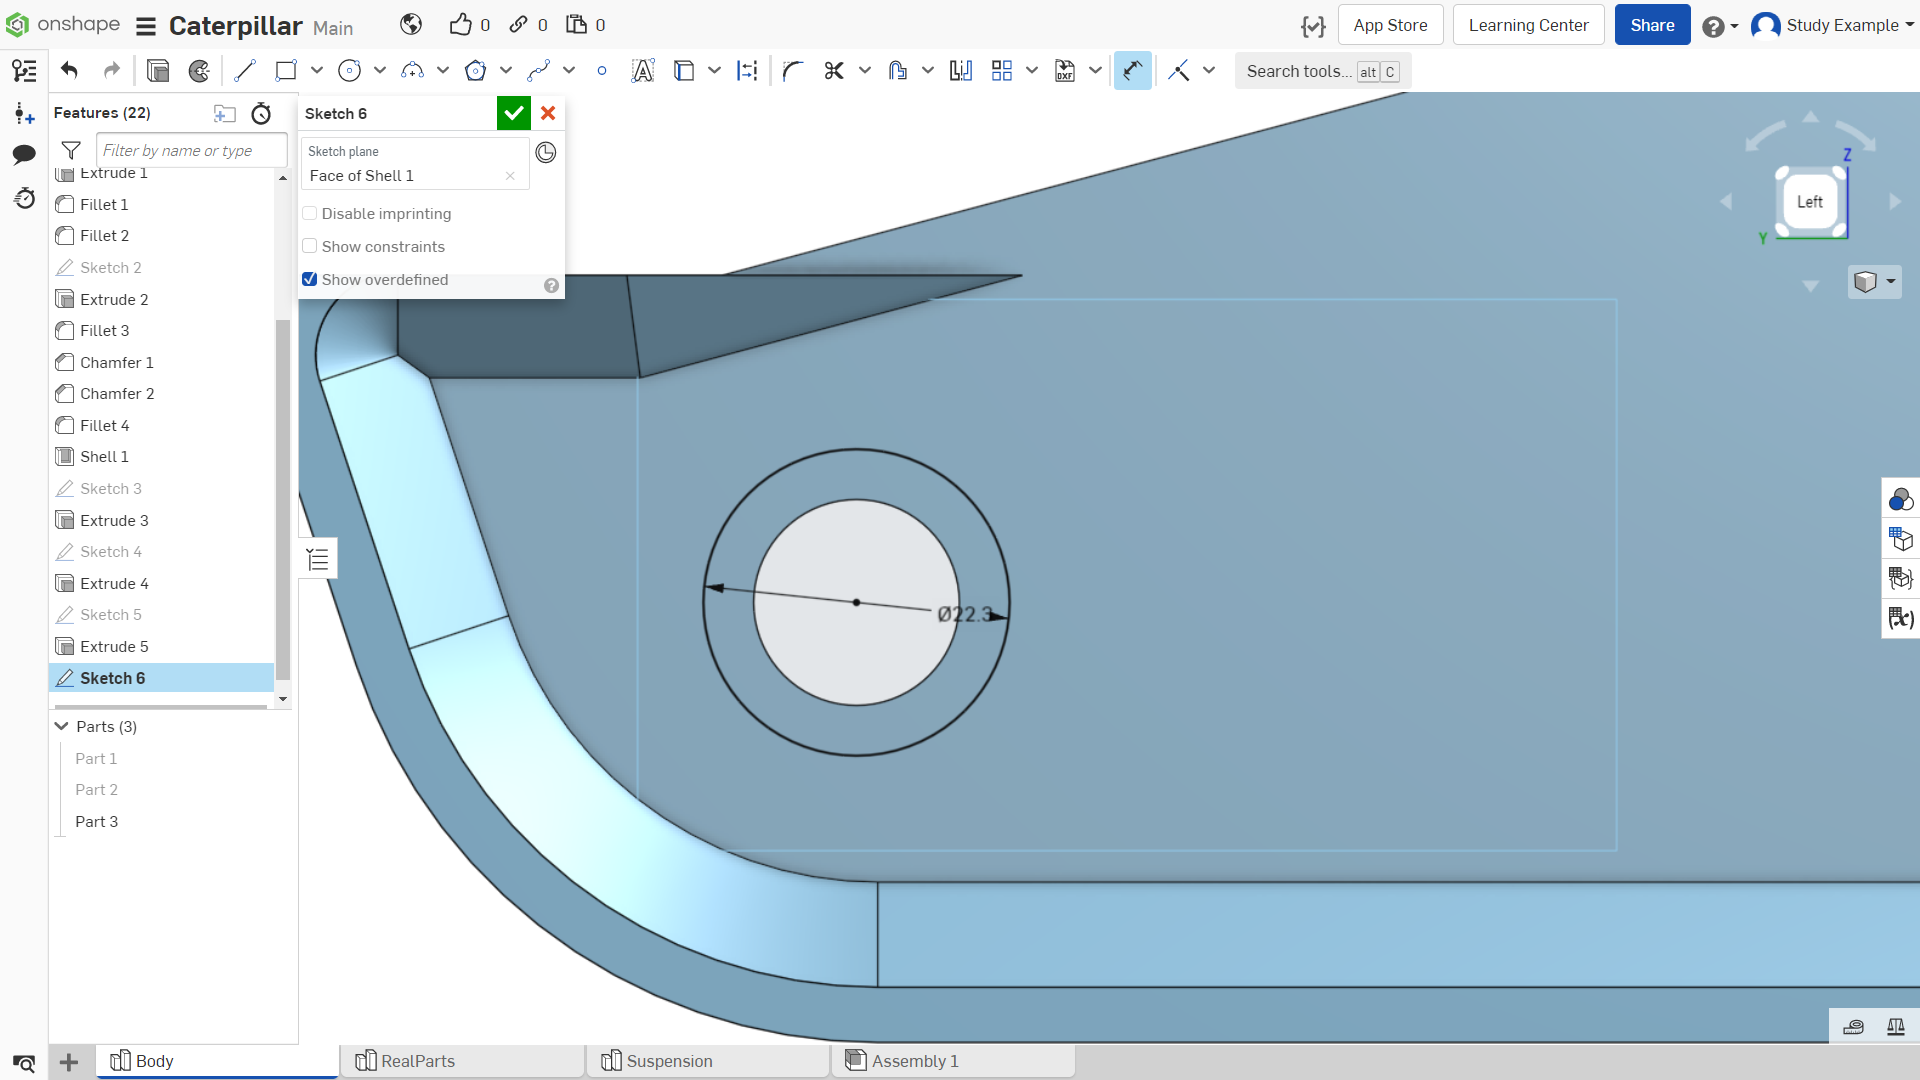 onshape
Caterpillar Main
0 0 0
App Store
Learning Center
Share
Study Example
Search tools... alt C
Features (22)
Filter by name or type
Extrude 1
Fillet 1
Fillet 2
Sketch 2
Extrude 2
Fillet 3
Chamfer 1
Chamfer 2
Fillet 4
Shell 1
Sketch 3
Extrude 3
Sketch 4
Extrude 4
Sketch 5
Extrude 5
Sketch 6
Parts (3)
Part 1
Part 2
Part 3
Sketch 6
Sketch plane
Face of Shell 1
Disable imprinting
Show constraints
Show overdefined
Ø22.3
Z
Left
Y
DXF
Body
RealParts
Suspension
Assembly 1